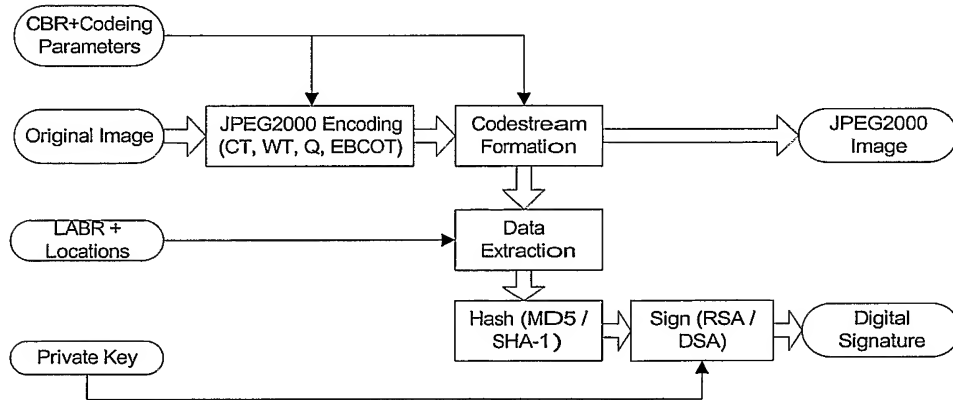 CBR+Codeing
Parameters
Original Image
JPEG2000 Encoding
(CT, WT, Q, EBCOT)
Codestream
Formation
JPEG2000
Image
LABR +
Locations
Data
Extraction
Hash (MD5 /
SHA-1)
Sign (RSA /
DSA)
Digital
Signature
Private Key